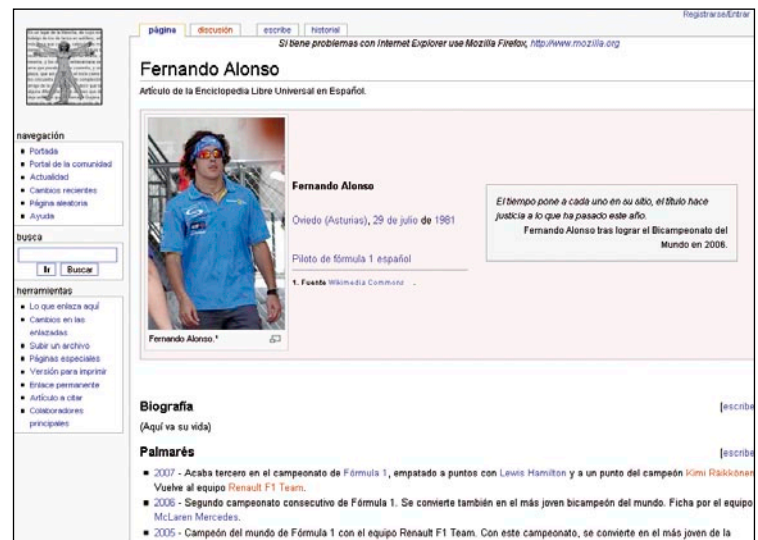 Registrarse/Entrar
página discusión escribe historial
Si tiene problemas con Internet Explorer use Mozilla Firefox, http://www.mozilla.org
Fernando Alonso
Artículo de la Enciclopedia Libre Universal en Español.
navegación
Portada
Portal de la comunidad
Actualidad
Cambios recientes
Página aleatoria
Ayuda
busca
Ir Buscar
herramientas
Lo que enlaza aquí
Cambios en las
enlazadas
Subir un archivo
Páginas especiales
Versión para imprimir
Enlace permanente
Artículo a citar
Colaboradores
principales
Fernando Alonso
Oviedo (Asturias), 29 de julio de 1981
Piloto de fórmula 1 español
1. Fuente Wikimedia Commons .
Fernando Alonso.*
El tiempo pone a cada uno en su sitio, el título hace
justicia a lo que ha pasado este año.
Fernando Alonso tras lograr el Bicampeonato del
Mundo en 2006.
Biografía [escribe
(Aquí va su vida)
Palmarés [escribe
2007 - Acaba tercero en el campeonato de Fórmula 1, empatado a puntos con Lewis Hamilton y a un punto del campeón Kimi Räikkönen
Vuelve al equipo Renault F1 Team.
2006 - Segundo campeonato consecutivo de Fórmula 1. Se convierte también en el más joven bicampeón del mundo. Ficha por el equipo
McLaren Mercedes.
2005 - Campeón del mundo de Fórmula 1 con el equipo Renault F1 Team. Con este campeonato, se convierte en el más joven de la